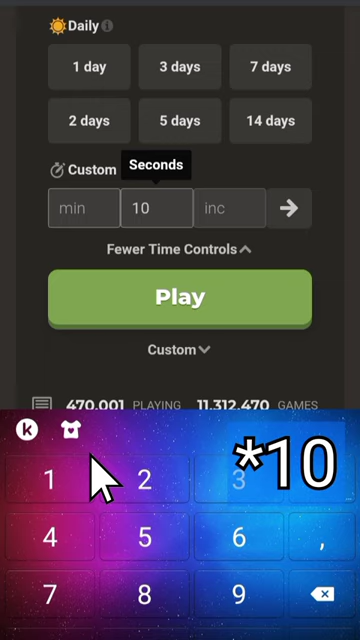 Daily
1 day 3 days 7 days
2 days 5 days 14 days
Seconds
Custom
min 10 inc
Fewer Time Controls
Play
Custom
470,001 PLAYING 11,312,470 GAMES
k
*10
1 2 3
4 5 6 ,
7 8 9